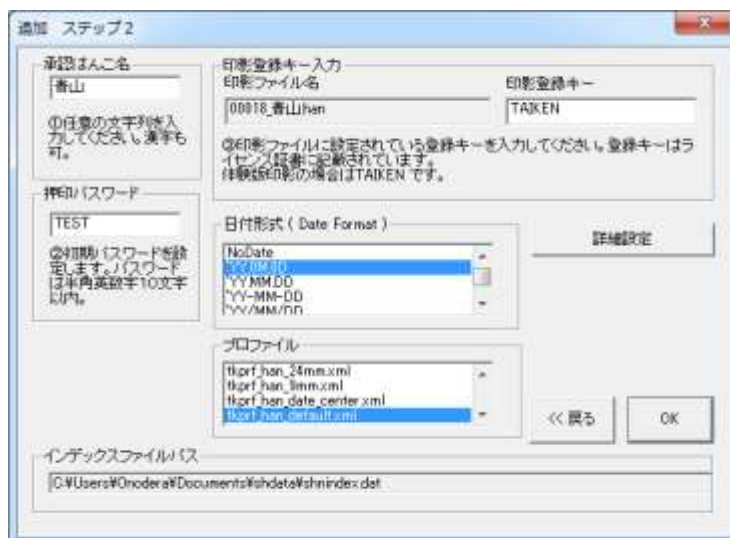 追加 ステップ2
承認はんこ名
青山
①任意の文字列を入
力してください。漢字も
可。
押印パスワード
TEST
②初期パスワードを設
定します。パスワード
は半角英数字10文字
以内。
印影登録キー入力
印影ファイル名
00018_青山.han
印影登録キー
TAIKEN
③印影ファイルに設定されている登録キーを入力してください。登録キーはラ
イセンス証書に記載されています。
体験版印影の場合はTAIKEN です。
日付形式 ( Date Format )
NoDate
'YY.MM.DD
"YY-MM-DD
"YY/MM/DD
詳細設定
プロファイル
tkprf_han_24mm.xml
tkprf_han_9mm.xml
tkprf_han_date_center.xml
tkprf_han_default.xml
<< 戻る
OK
インデックスファイルパス
C:¥Users¥Onodera¥Documents¥shdata¥shnindex.dat